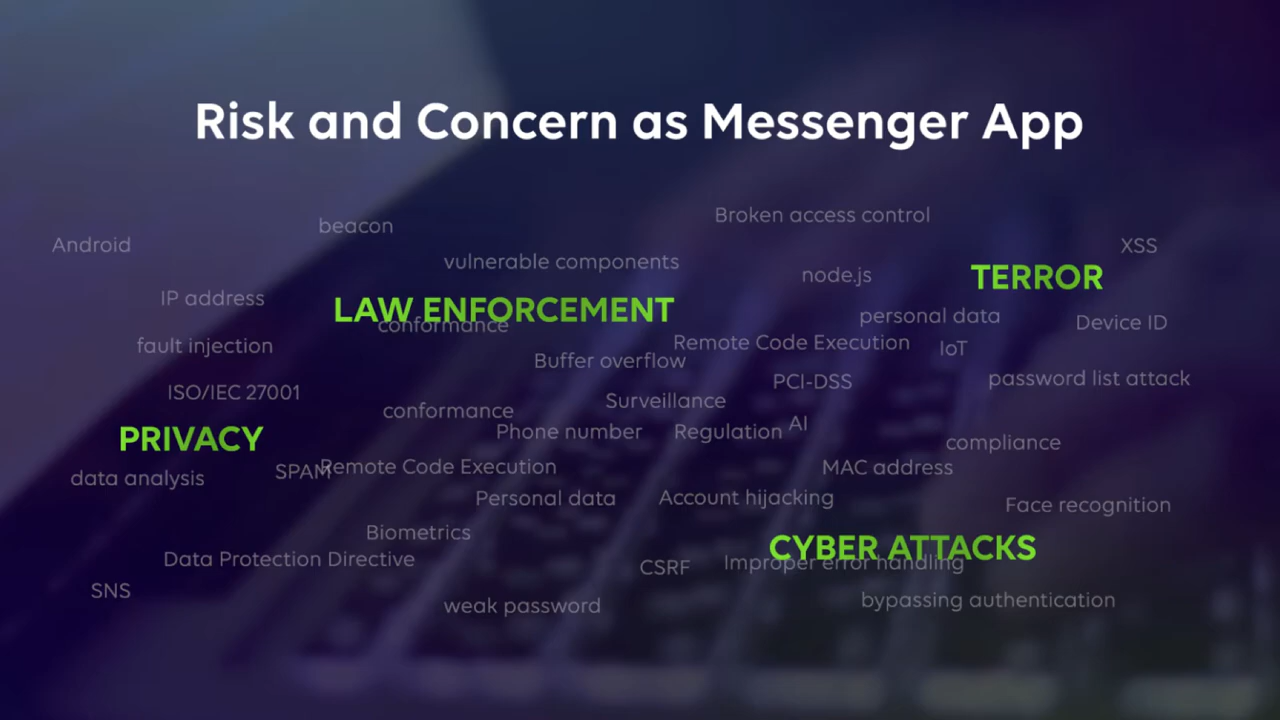 Risk and Concern as Messenger App
Broken access control
beacon
Android
XSS
vulnerable components
node.js
TERROR
IP address
LAW ENFORCEMENT
personal data
Device ID
conformance
Remote Code Execution
fault injection
IoT
Buffer overflow
PCI-DSS
password list attack
ISO/IEC 27001
Surveillance
conformance
AI
Phone number
Regulation
PRIVACY
compliance
Remote Code Execution
MAC address
SPAM
data analysis
Personal data
Account hijacking
Face recognition
Biometrics
CYBER ATTACKS
Data Protection Directive
Improper error handling
CSRF
SNS
bypassing authentication
weak password